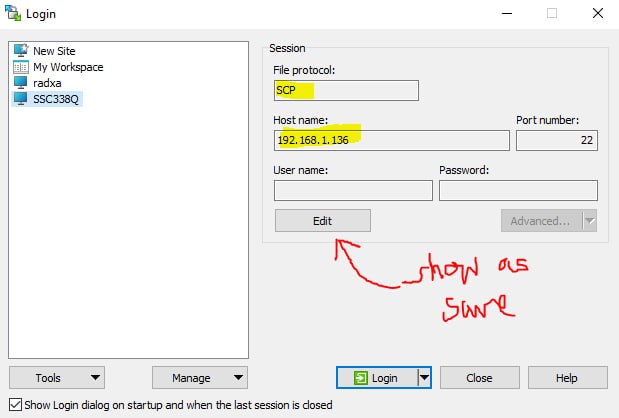 Login
New Site
My Workspace
radxa
SSC338Q
Session
File protocol:
SCP
Host name:
Port number:
192.168.1.136
22
User name:
Password:
Edit
Advanced...
show as
save
Tools
Manage
Login
Close
Help
Show Login dialog on startup and when the last session is closed